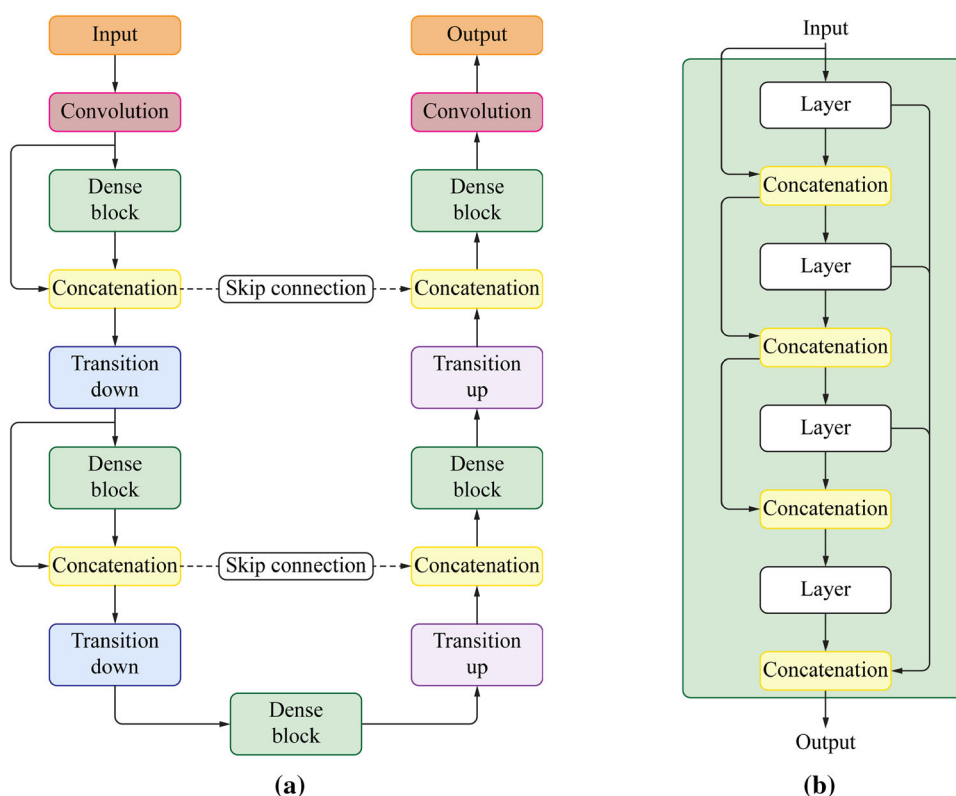 Input
Convolution
Dense
block
Concatenation
Transition
down
Dense
block
Concatenation
Transition
down
Dense
block
Skip connection
Skip connection
Output
Convolution
Dense
block
Concatenation
Transition
up
Dense
block
Concatenation
Transition
up
(a)
Input
Layer
Concatenation
Layer
Concatenation
Layer
Concatenation
Layer
Concatenation
Output
(b)